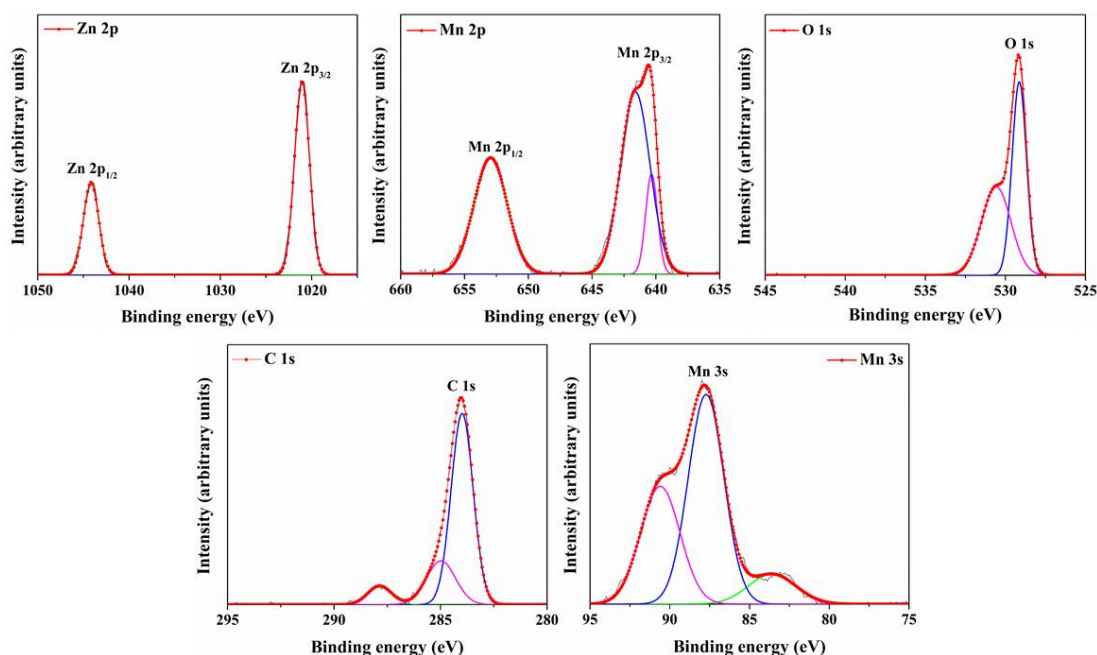 Zn 2p
Zn 2p3/2
Zn 2p1/2
Intensity (arbitrary units)
1050 1040 1030 1020
Binding energy (eV)
Mn 2p
Mn 2p3/2
Mn 2p1/2
Intensity (arbitrary units)
660 655 650 645 640 635
Binding energy (eV)
O 1s
O 1s
Intensity (arbitrary units)
545 540 535 530 525
Binding energy (eV)
C 1s
C 1s
Intensity (arbitrary units)
295 290 285 280
Binding energy (eV)
Mn 3s
Mn 3s
Intensity (arbitrary units)
95 90 85 80 75
Binding energy (eV)